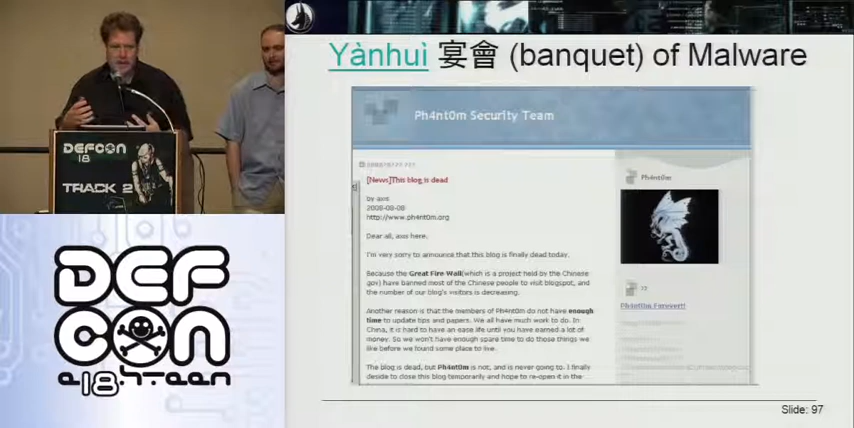 Yànhuì 宴會 (banquet) of Malware
Ph4nt0m Security Team
[News]This blog is dead
by axis
2008-08-08
http://www.ph4nt0m.org
Dear all, axis here.
I'm very sorry to announce that this blog is finally dead today.
Because the Great Fire Wall(which is a project held by the Chinese
gov) have banned most of the Chinese people to visit blogspot, and
the number of our blog's visitors is decreasing.
Another reason is that the members of Ph4nt0m do not have enough
time to update tips and papers. We all have much work to do. In
China, it is hard to have an ease life until you have earned a lot of
money. So we won't have enough spare time to do those things we
like before we found some place to live.
The blog is dead, but Ph4nt0m is not, and is never going to. I finally
decide to close this blog temporarily and hope to re-open it in the
Ph4nt0m
Ph4nt0m Forever!!
DEFCON
18
TRACK 2
DEF
CON
e.18.h.teen
Slide: 97